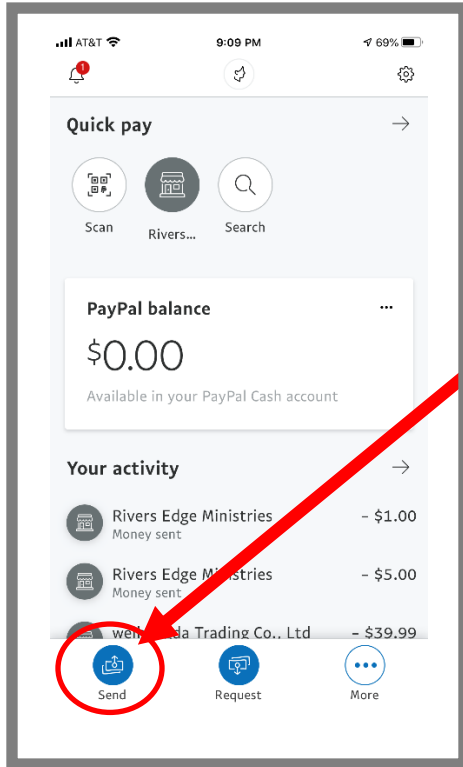 AT&T 9:09 PM 69%
1
Quick pay
Scan Rivers... Search
PayPal balance ...
$0.00
Available in your PayPal Cash account
Your activity
Rivers Edge Ministries - $1.00
Money sent
Rivers Edge Ministries - $5.00
Money sent
Trading Co., Ltd - $39.99
Send Request More